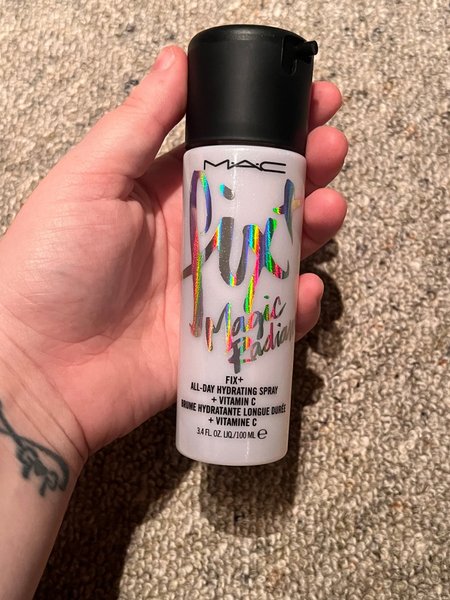 M·A·C
fix+
Magic
Radian
FIX+
ALL-DAY HYDRATING SPRAY
+ VITAMIN C
BRUME HYDRATANTE LONGUE DURÉE
+ VITAMINE C
3.4 FL. OZ. LIQ./100 ML ℮